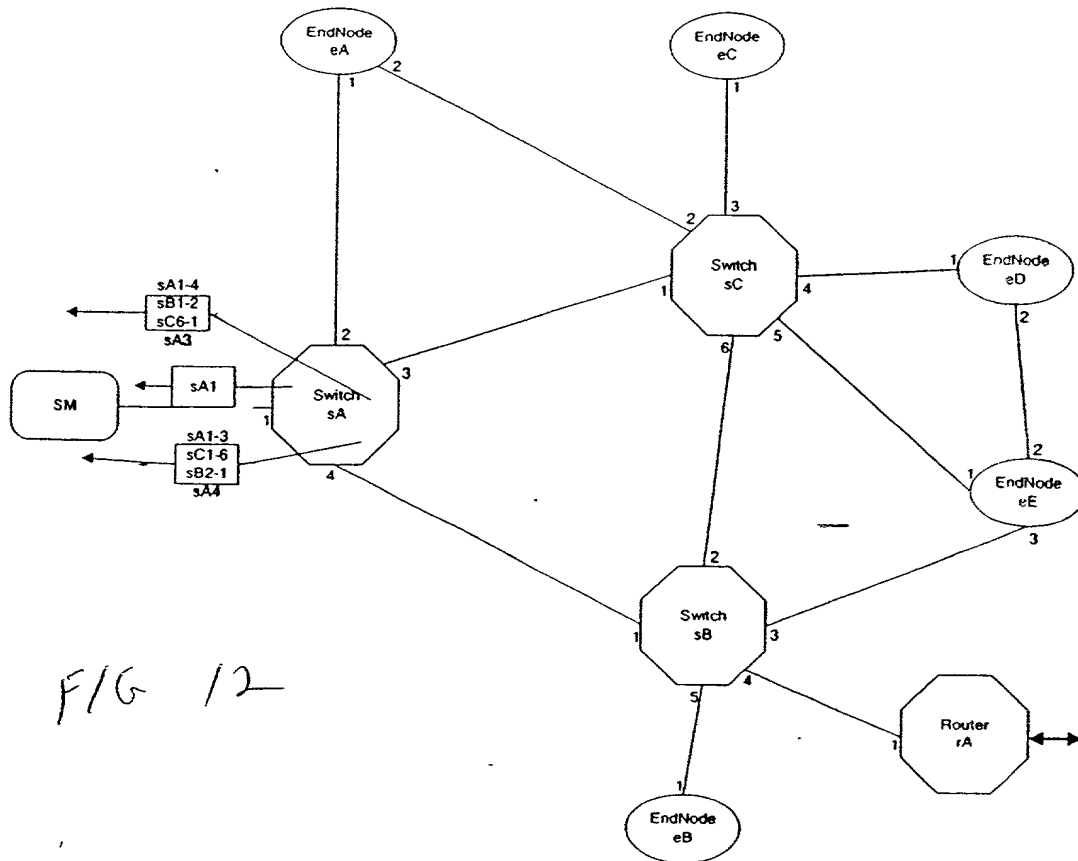 EndNode
eA
1
2
EndNode
eC
1
2
3
Switch
sC
1
4
5
6
1
EndNode
eD
2
sA1-4
sB1-2
sC6-1
sA3
sA1
SM
2
3
Switch
sA
1
4
sA1-3
sC1-6
sB2-1
sA4
2
1
EndNode
eE
3
2
Switch
sB
1
3
4
5
F/G 12
1
Router
rA
1
EndNode
eB